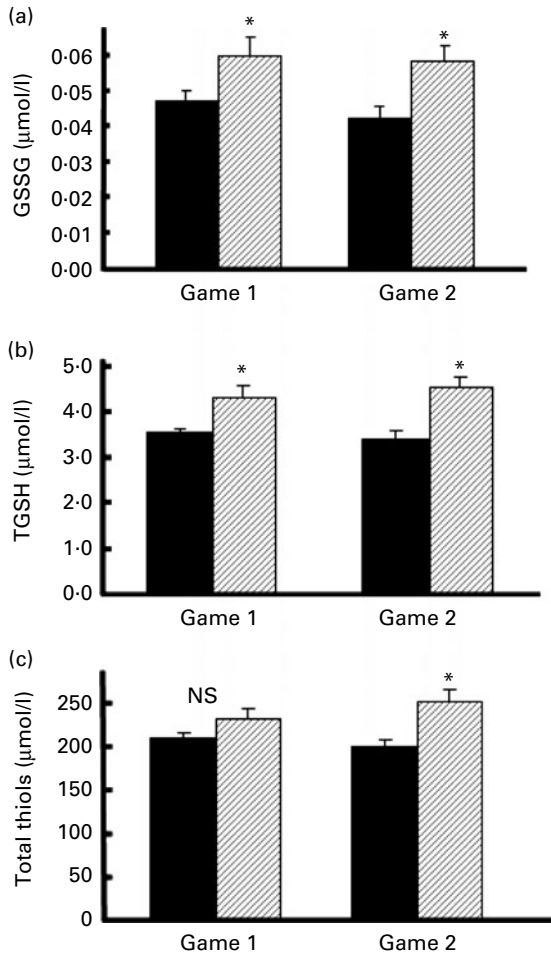 (a)
*
*
0·06
0·05
0·04
0·03
0·02
0·01
0·00
GSSG (μmol/l)
Game 1
Game 2
(b)
*
*
5·0
4·0
3·0
2·0
1·0
0·0
TGSH (μmol/l)
Game 1
Game 2
(c)
NS
*
250
200
150
100
50
0
Total thiols (μmol/l)
Game 1
Game 2